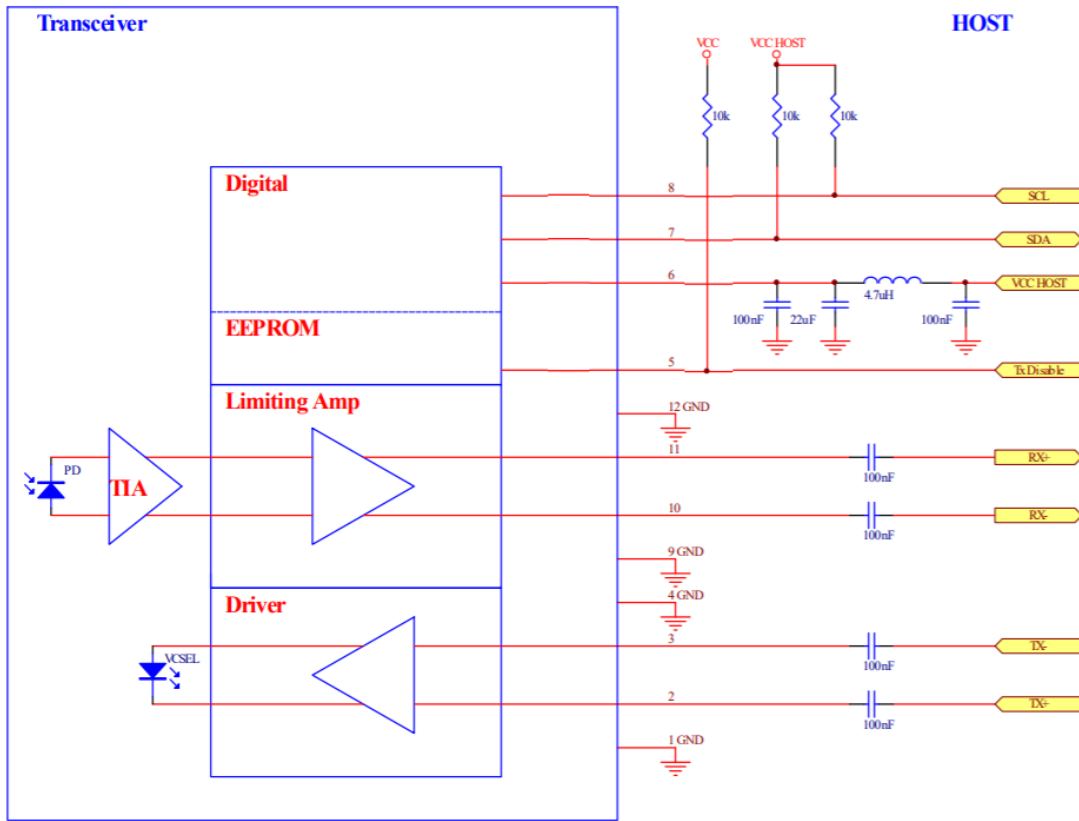 Transceiver
HOST
VCC
VCC HOST
10k
10k
10k
Digital
8
SCL
7
SDA
6
VCC HOST
4.7uH
100nF
22uF
100nF
EEPROM
5
Tx Disable
Limiting Amp
12 GND
11
RX+
PD
100nF
TIA
10
RX-
100nF
9 GND
4 GND
Driver
3
TX-
VCSEL
100nF
2
TX+
100nF
1 GND